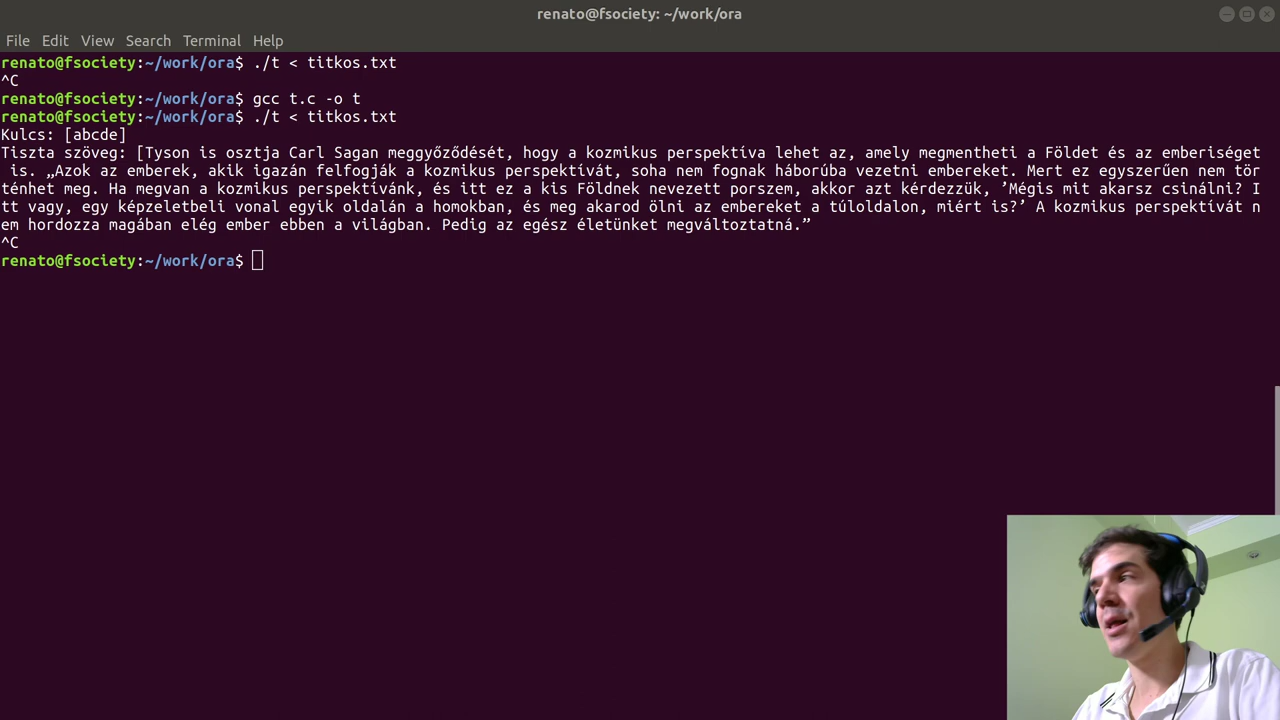 renato@fsociety: ~/work/ora
File Edit View Search Terminal Help
renato@fsociety:~/work/ora$ ./t < titkos.txt
^C
renato@fsociety:~/work/ora$ gcc t.c -o t
renato@fsociety:~/work/ora$ ./t < titkos.txt
Kulcs: [abcde]
Tiszta szöveg: [Tyson is osztja Carl Sagan meggyőződését, hogy a kozmikus perspektíva lehet az, amely megmentheti a Földet és az emberiséget
 is. „Azok az emberek, akik igazán felfogják a kozmikus perspektívát, soha nem fognak háborúba vezetni embereket. Mert ez egyszerűen nem tör
ténhet meg. Ha megvan a kozmikus perspektívánk, és itt ez a kis Földnek nevezett porszem, akkor azt kérdezzük, ’Mégis mit akarsz csinálni? I
tt vagy, egy képzeletbeli vonal egyik oldalán a homokban, és meg akarod ölni az embereket a túloldalon, miért is?’ A kozmikus perspektívát n
em hordozza magában elég ember ebben a világban. Pedig az egész életünket megváltoztatná.”
^C
renato@fsociety:~/work/ora$